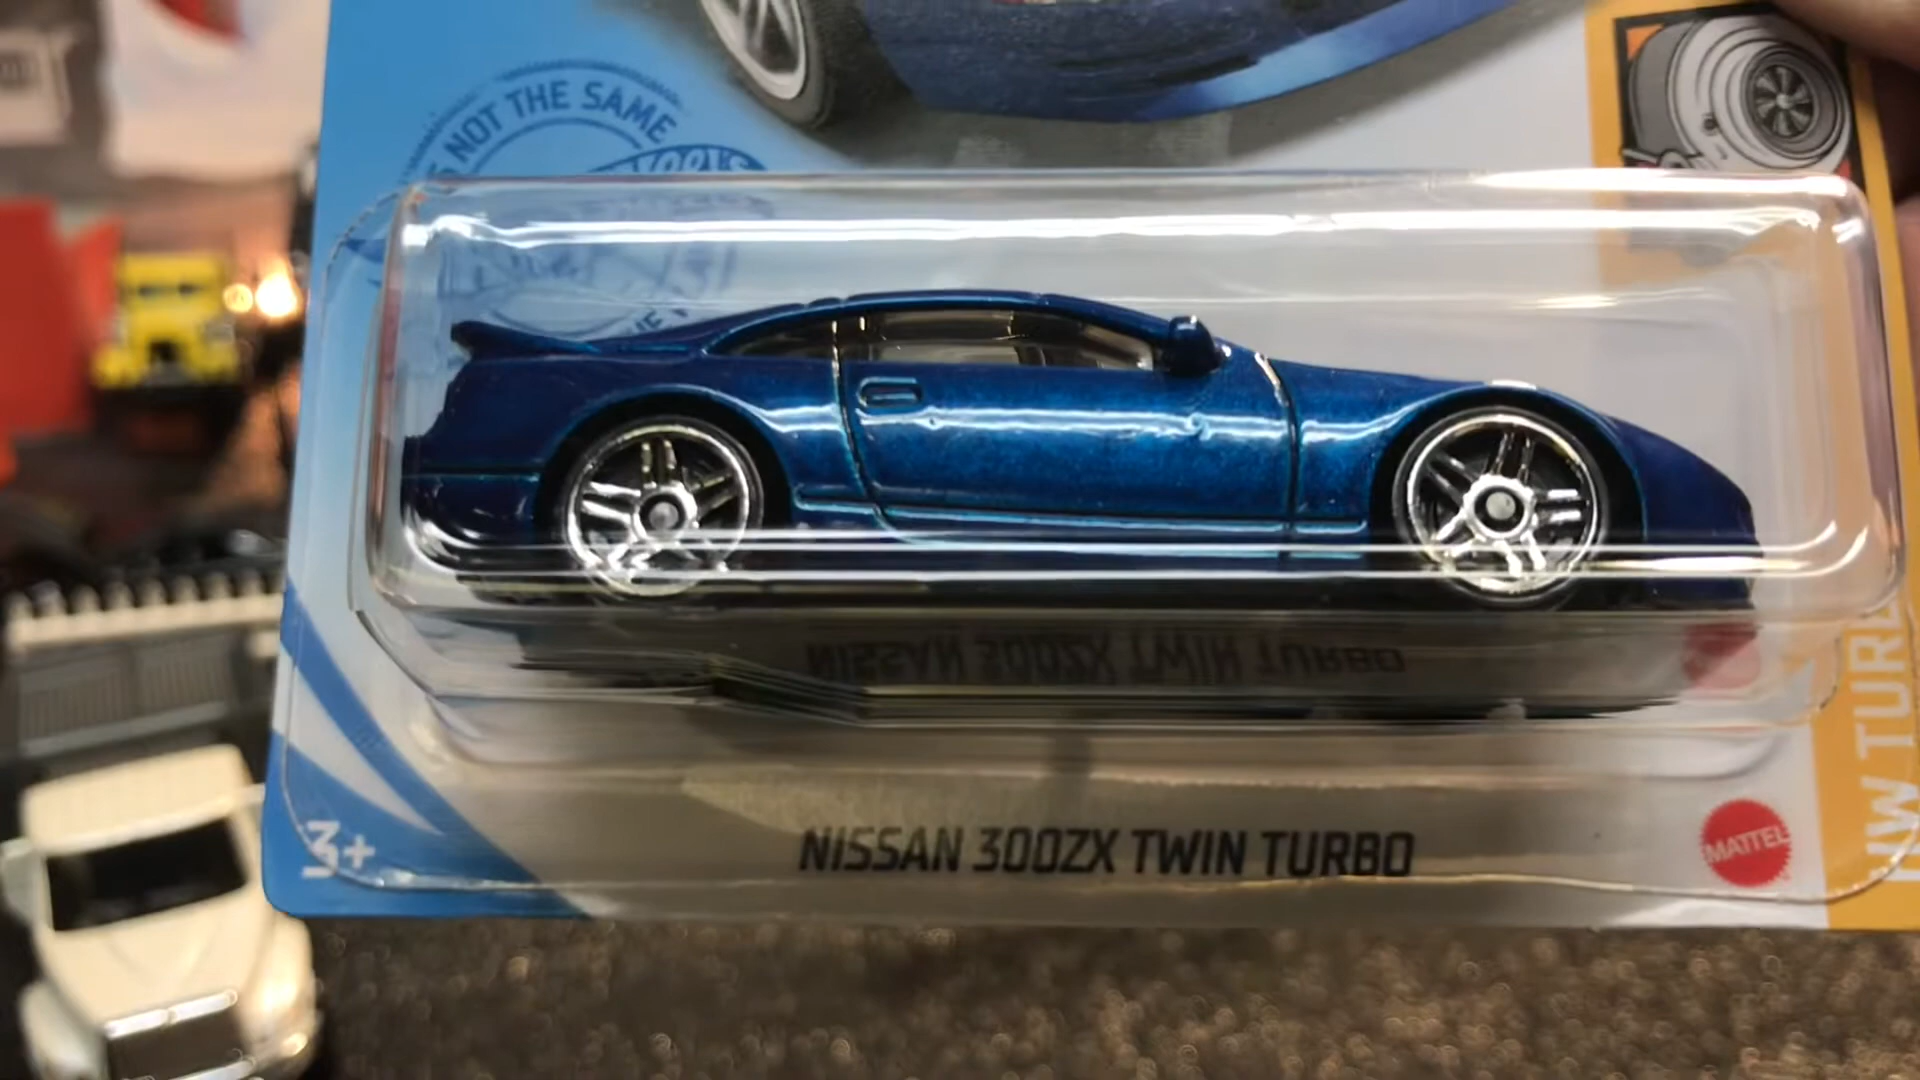 NOT THE SAME
NISSAN 300ZX TWIN TURBO
3+
NISSAN 300ZX TWIN TURBO
MATTEL
HW TUR